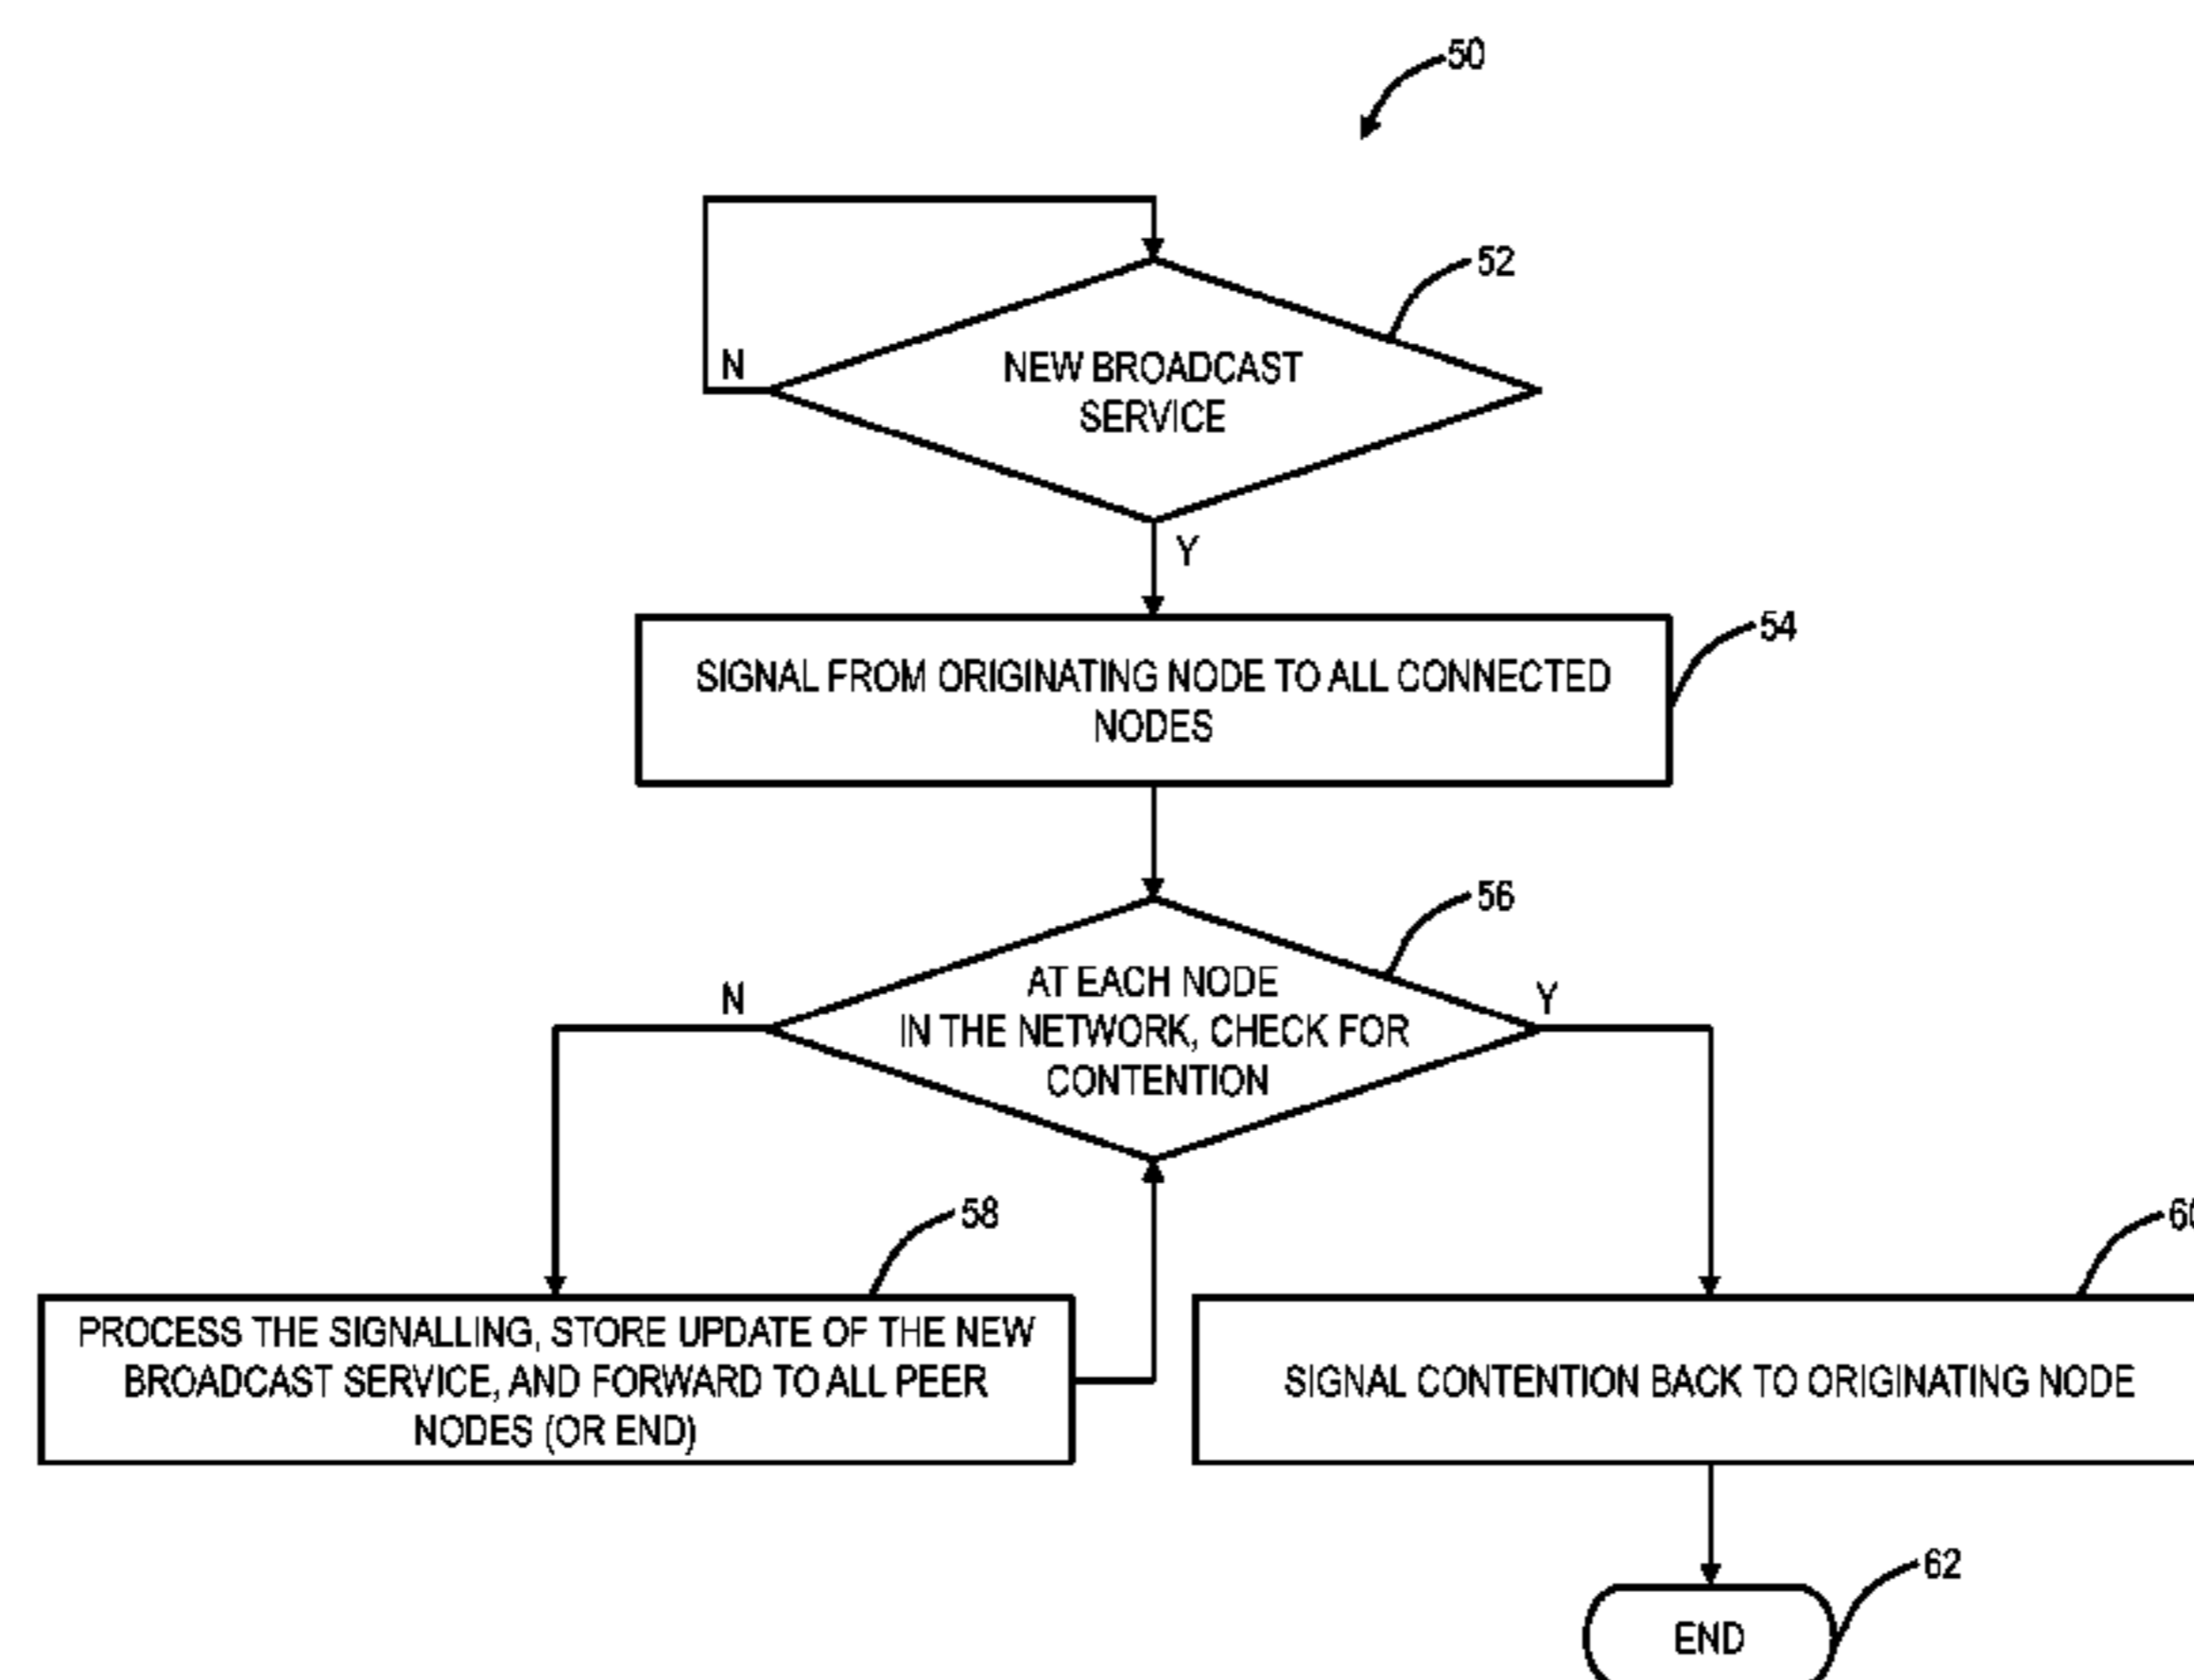 50
52
N
NEW BROADCAST
SERVICE
Y
54
SIGNAL FROM ORIGINATING NODE TO ALL CONNECTED
NODES
56
N
AT EACH NODE
IN THE NETWORK, CHECK FOR
CONTENTION
Y
58
PROCESS THE SIGNALLING, STORE UPDATE OF THE NEW
BROADCAST SERVICE, AND FORWARD TO ALL PEER
NODES (OR END)
60
SIGNAL CONTENTION BACK TO ORIGINATING NODE
62
END